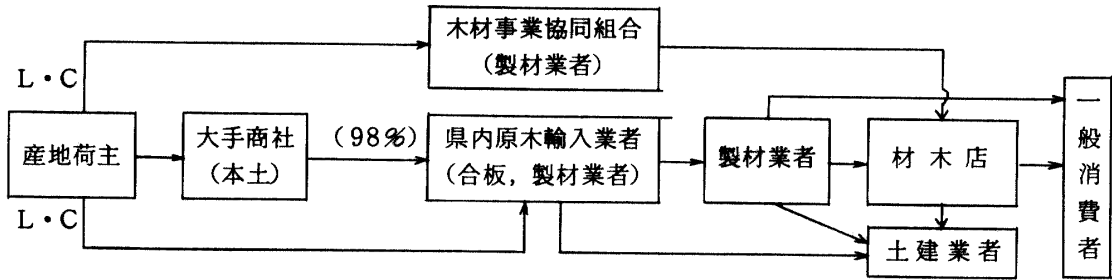 木材事業協同組合
(製材業者)
L・C
産地荷主
大手商社
(本土)
(98%)
県内原木輸入業者
(合板,製材業者)
製材業者
材木店
一般消費者
L・C
土建業者